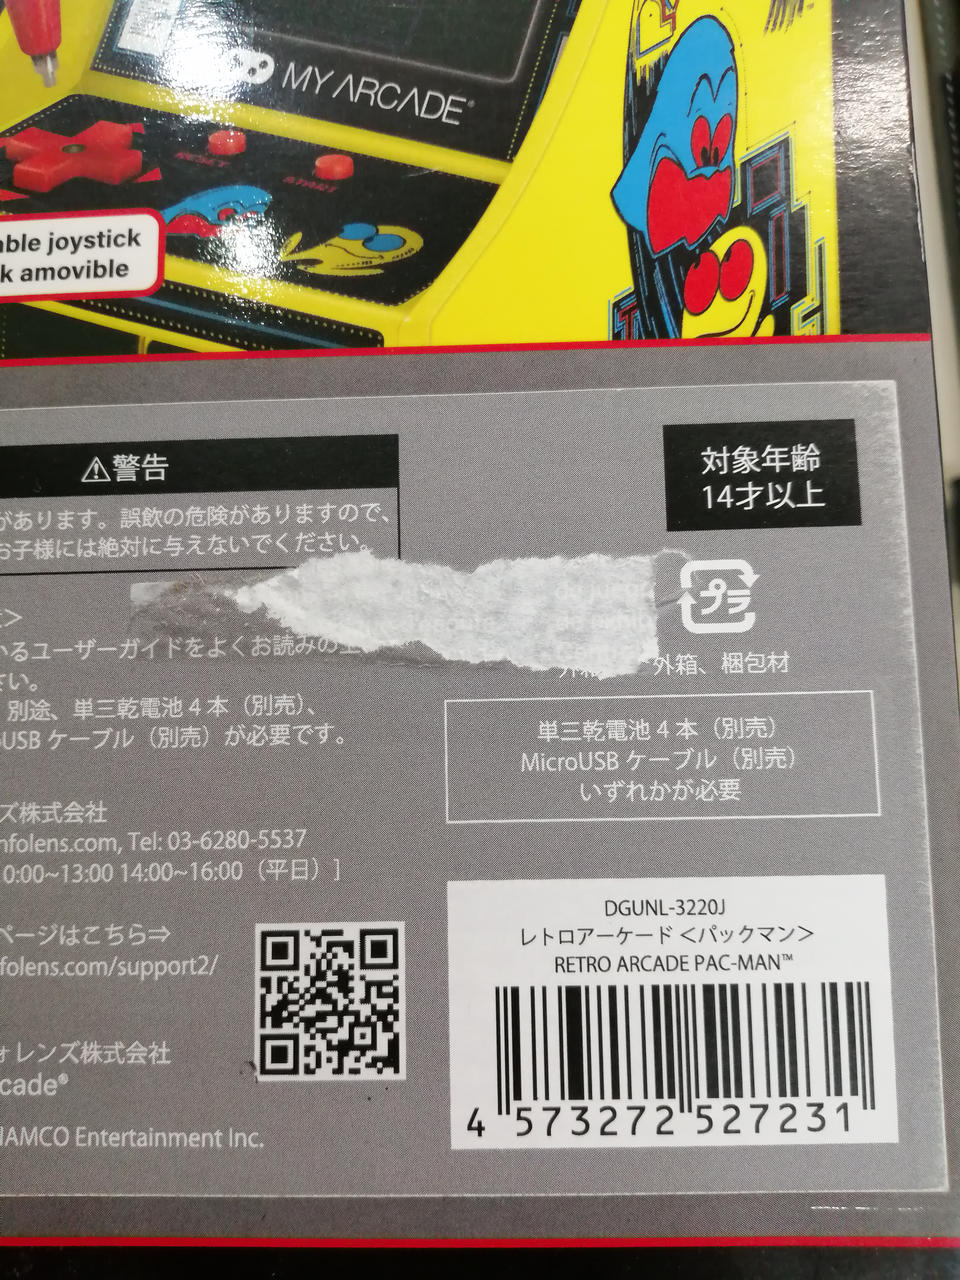 MY ARCADE®
RESET
START
able joystick
k amovible
⚠警告
対象年齢
14才以上
があります。誤飲の危険がありますので、
お子様には絶対に与えないでください。
プラ
いるユーザーガイドをよくお読みの上
さい。
外箱、梱包材
別途、単三乾電池4本（別売）、
USB ケーブル（別売）が必要です。
単三乾電池4本（別売）
MicroUSB ケーブル（別売）
いずれかが必要
ズ株式会社
nfolens.com, Tel: 03-6280-5537
0:00~13:00 14:00~16:00（平日）]
ページはこちら⇒
folens.com/support2/
DGUNL-3220J
レトロアーケード＜パックマン＞
RETRO ARCADE PAC-MAN™
4 573272 527231
ォレンズ株式会社
rcade®
NAMCO Entertainment Inc.